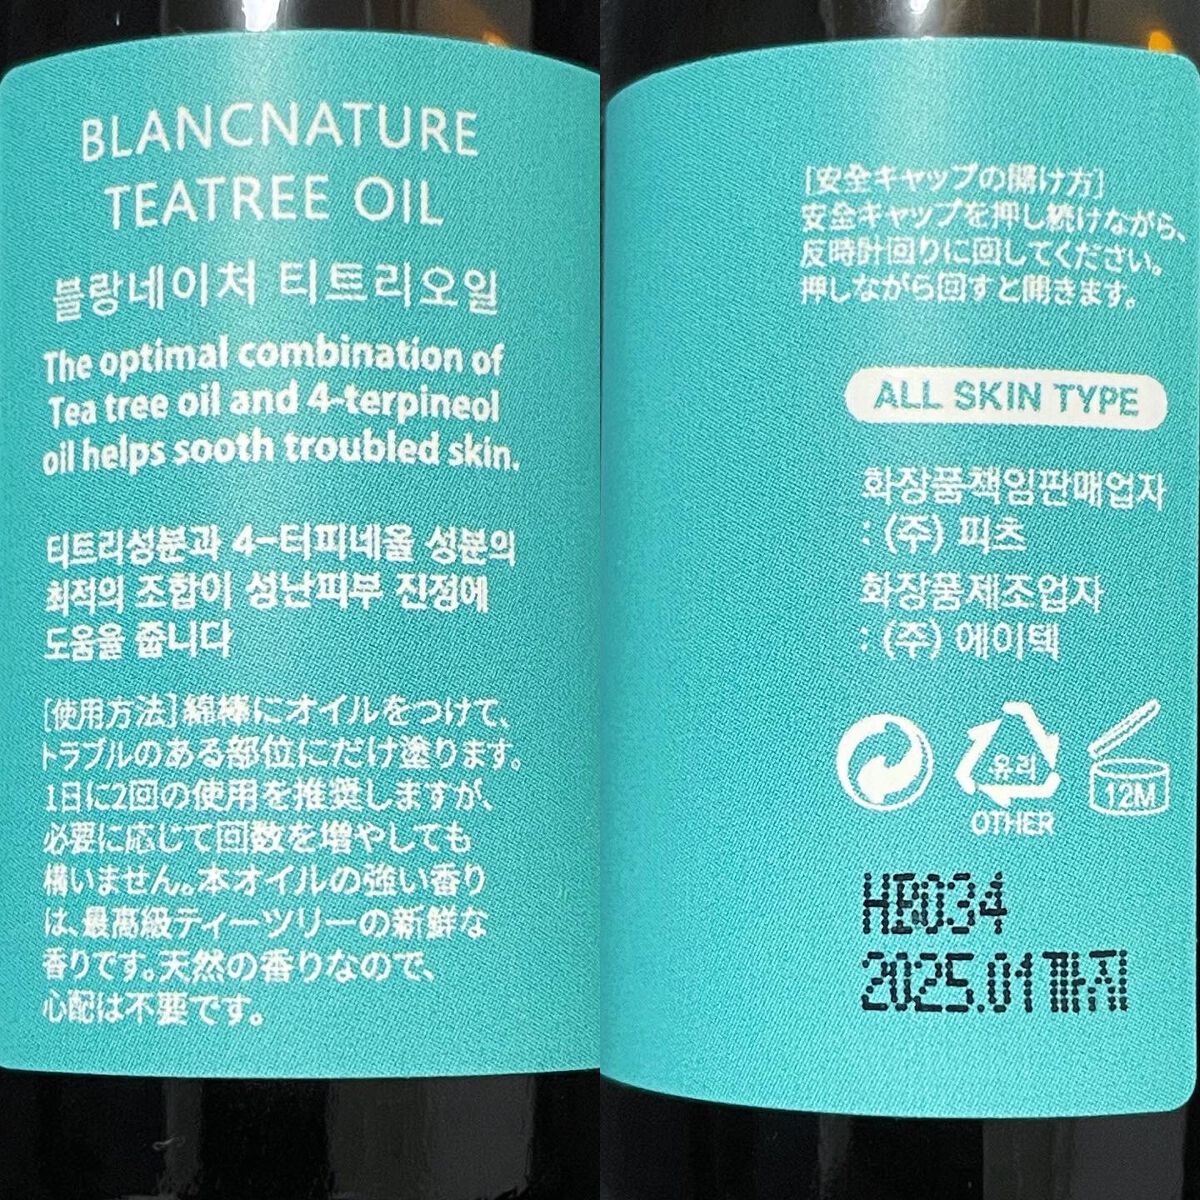 BLANCNATURE
TEATREE OIL
블랑네이처 티트리오일
The optimal combination of
Tea tree oil and 4-terpineol
oil helps sooth troubled skin.
티트리성분과 4-터피네올 성분의
최적의 조합이 성난피부 진정에
도움을 줍니다
[使用方法]綿棒にオイルをつけて、
トラブルのある部位にだけ塗ります。
1日に2回の使用を推奨しますが、
必要に応じて回数を増やしても
構いません。本オイルの強い香り
は、最高級ティーツリーの新鮮な
香りです。天然の香りなので、
心配は不要です。
[安全キャップの開け方]
安全キャップを押し続けながら、
反時計回りに回してください。
押しながら回すと開きます。
ALL SKIN TYPE
화장품책임판매업자
: (주) 피츠
화장품제조업자
: (주) 에이텍
유리
OTHER
12M
HB034
2025.01까지